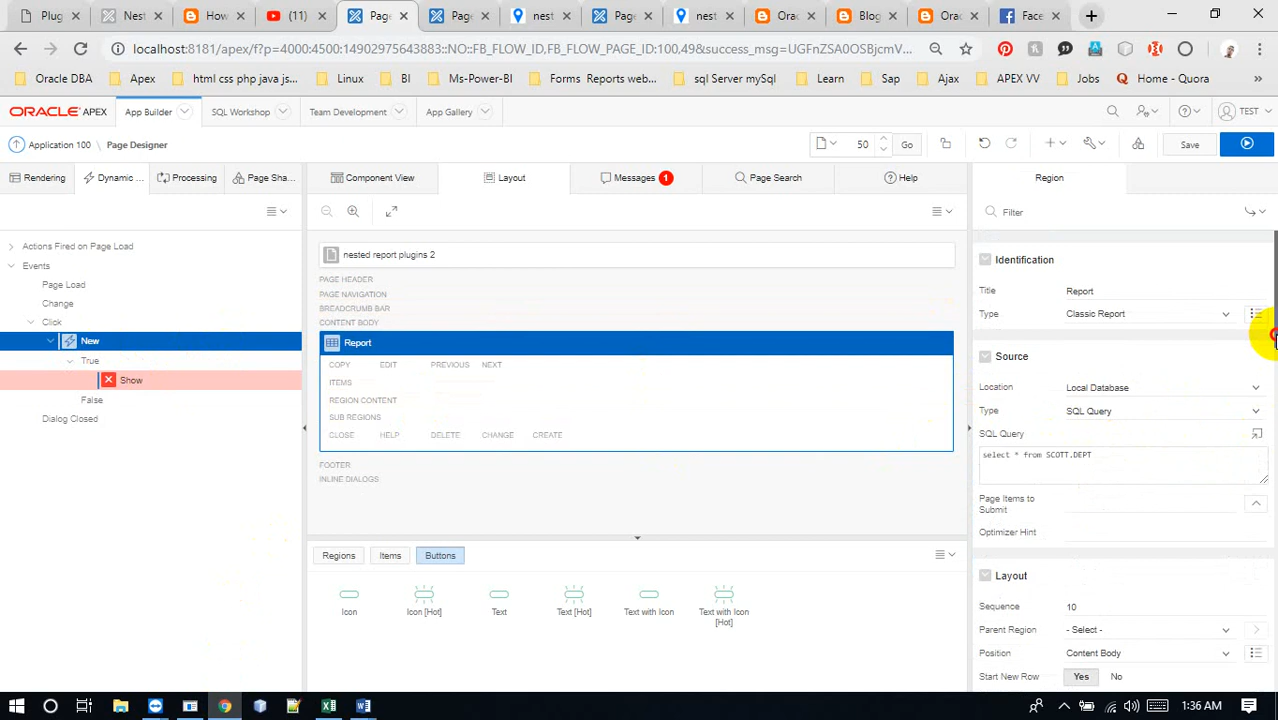 Plug
Nest
How
(11)
Page
Page
nest
Page
nest
Orac
Blog
Orac
Face
localhost:8181/apex/f?p=4000:4500:14902975643883::NO::FB_FLOW_ID,FB_FLOW_PAGE_ID:100,49&success_msg=UGFnZSA0OSBjcmV...
Oracle DBA
Apex
html css php java js...
Linux
BI
Ms-Power-BI
Forms Reports web...
sql Server mySql
Learn
Sap
Ajax
APEX VV
Jobs
Home - Quora
ORACLE APEX
App Builder
SQL Workshop
Team Development
App Gallery
TEST
Application 100
Page Designer
50
Go
Save
Rendering
Dynamic ...
Processing
Page Sha...
Component View
Layout
Messages 1
Page Search
Help
Region
Filter
Actions Fired on Page Load
Events
Page Load
Change
Click
New
True
Show
False
Dialog Closed
nested report plugins 2
PAGE HEADER
PAGE NAVIGATION
BREADCRUMB BAR
CONTENT BODY
Report
COPY EDIT PREVIOUS NEXT
ITEMS
REGION CONTENT
SUB REGIONS
CLOSE HELP DELETE CHANGE CREATE
FOOTER
INLINE DIALOGS
Regions
Items
Buttons
Icon
Icon [Hot]
Text
Text [Hot]
Text with Icon
Text with Icon
[Hot]
Identification
Title Report
Type Classic Report
Source
Location Local Database
Type SQL Query
SQL Query
select * from SCOTT.DEPT
Page Items to
Submit
Optimizer Hint
Layout
Sequence 10
Parent Region - Select -
Position Content Body
Start New Row Yes No
1:36 AM